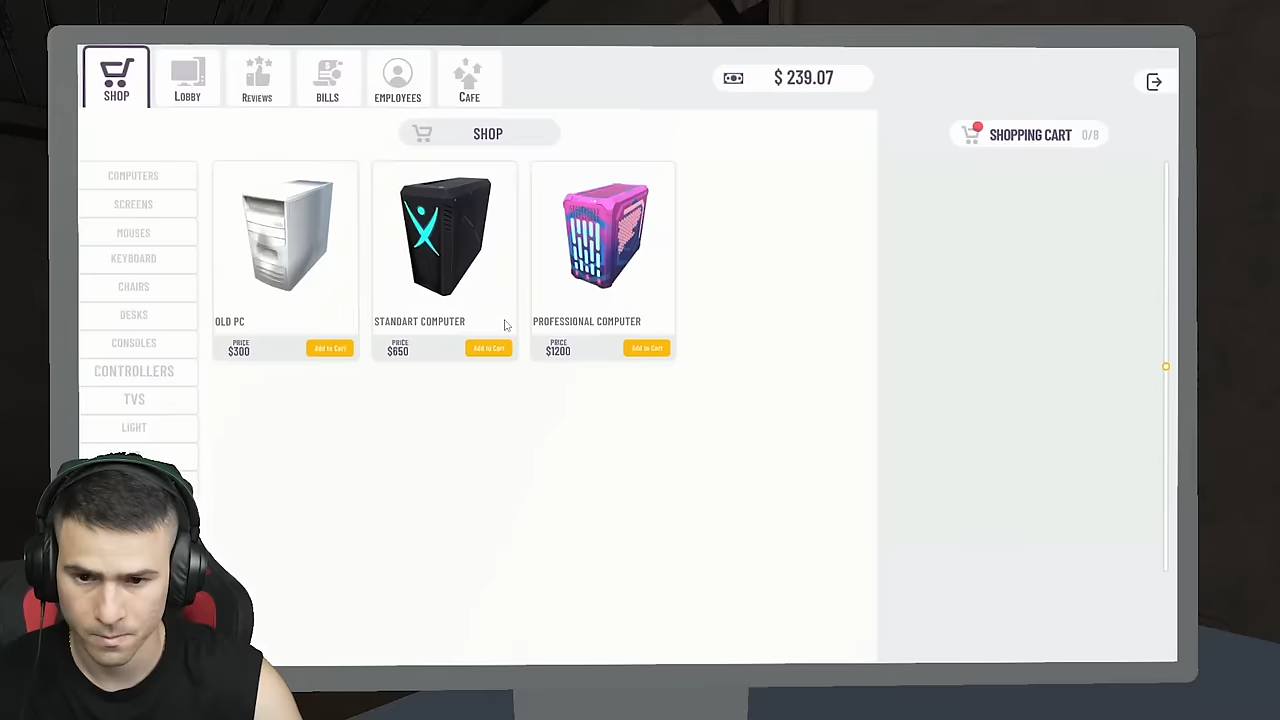 SHOP
LOBBY
REVIEWS
BILLS
EMPLOYEES
CAFE
$ 239.07
SHOP
SHOPPING CART 0/8
COMPUTERS
SCREENS
MOUSES
KEYBOARD
CHAIRS
DESKS
CONSOLES
CONTROLLERS
TVS
LIGHT
OLD PC
PRICE
$300
Add to Cart
STANDART COMPUTER
PRICE
$650
Add to Cart
PROFESSIONAL COMPUTER
PRICE
$1200
Add to Cart